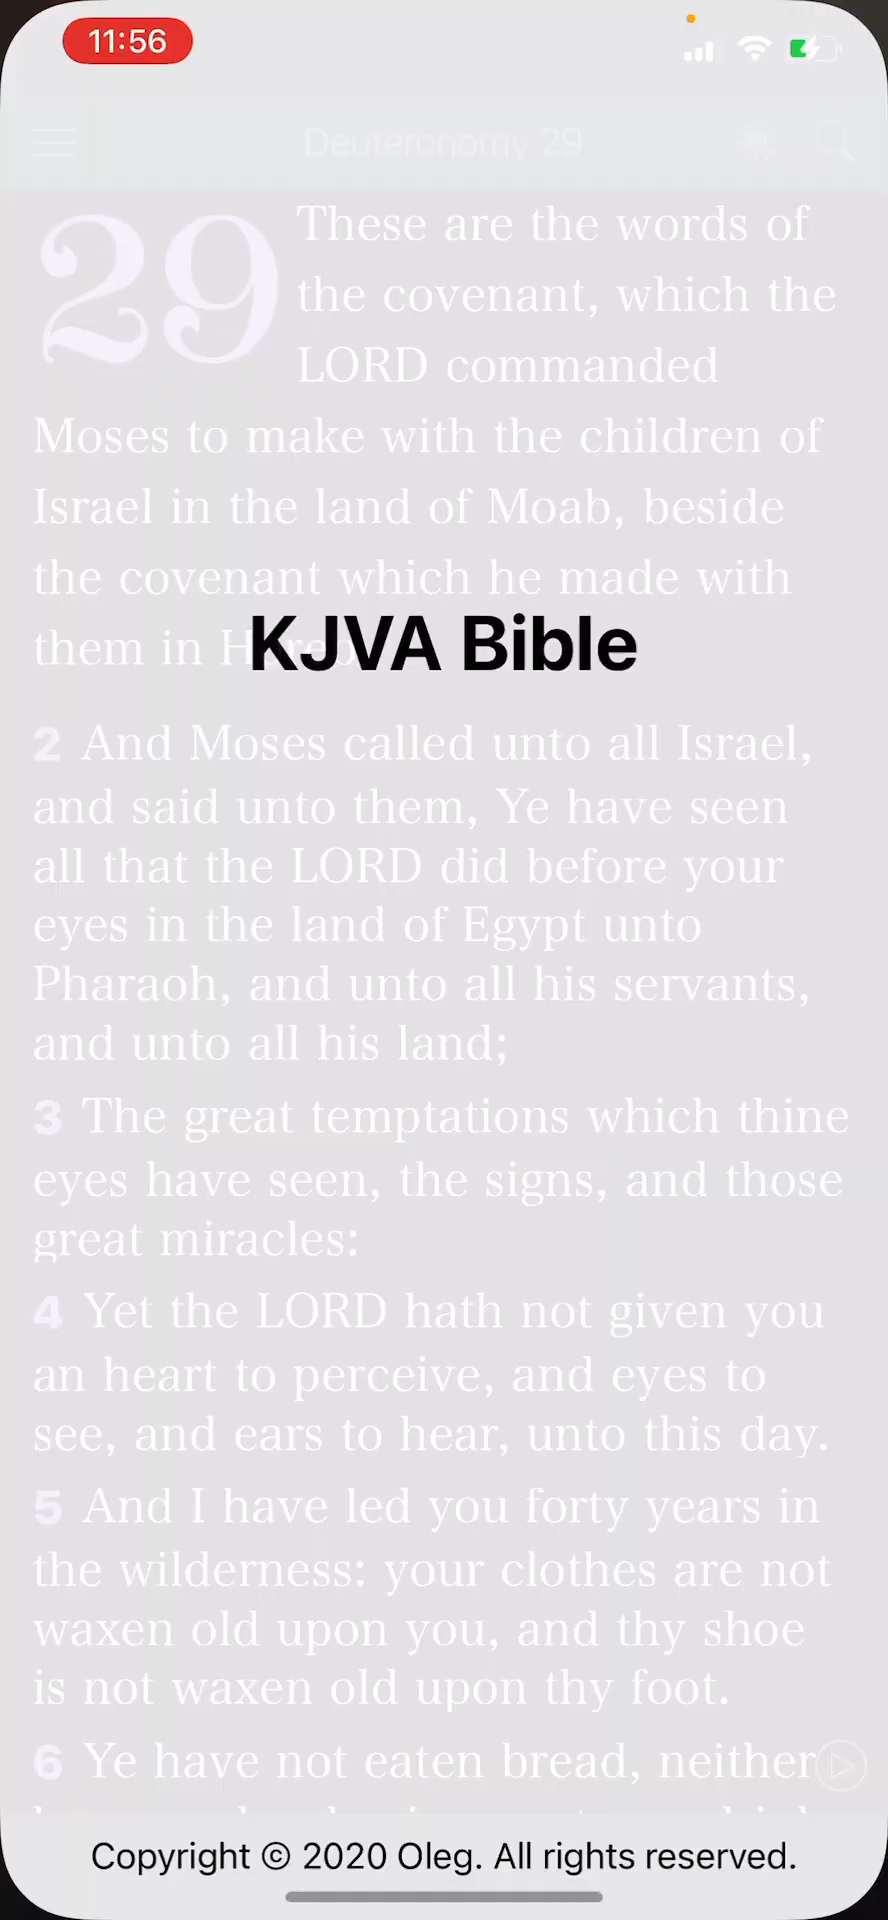 11:56
Deuteronomy 29
29 These are the words of
the covenant, which the
LORD commanded
Moses to make with the children of
Israel in the land of Moab, beside
the covenant which he made with
them in Horeb
KJVA Bible
2 And Moses called unto all Israel,
and said unto them, Ye have seen
all that the LORD did before your
eyes in the land of Egypt unto
Pharaoh, and unto all his servants,
and unto all his land;
3 The great temptations which thine
eyes have seen, the signs, and those
great miracles:
4 Yet the LORD hath not given you
an heart to perceive, and eyes to
see, and ears to hear, unto this day.
5 And I have led you forty years in
the wilderness: your clothes are not
waxen old upon you, and thy shoe
is not waxen old upon thy foot.
6 Ye have not eaten bread, neither
Copyright © 2020 Oleg. All rights reserved.